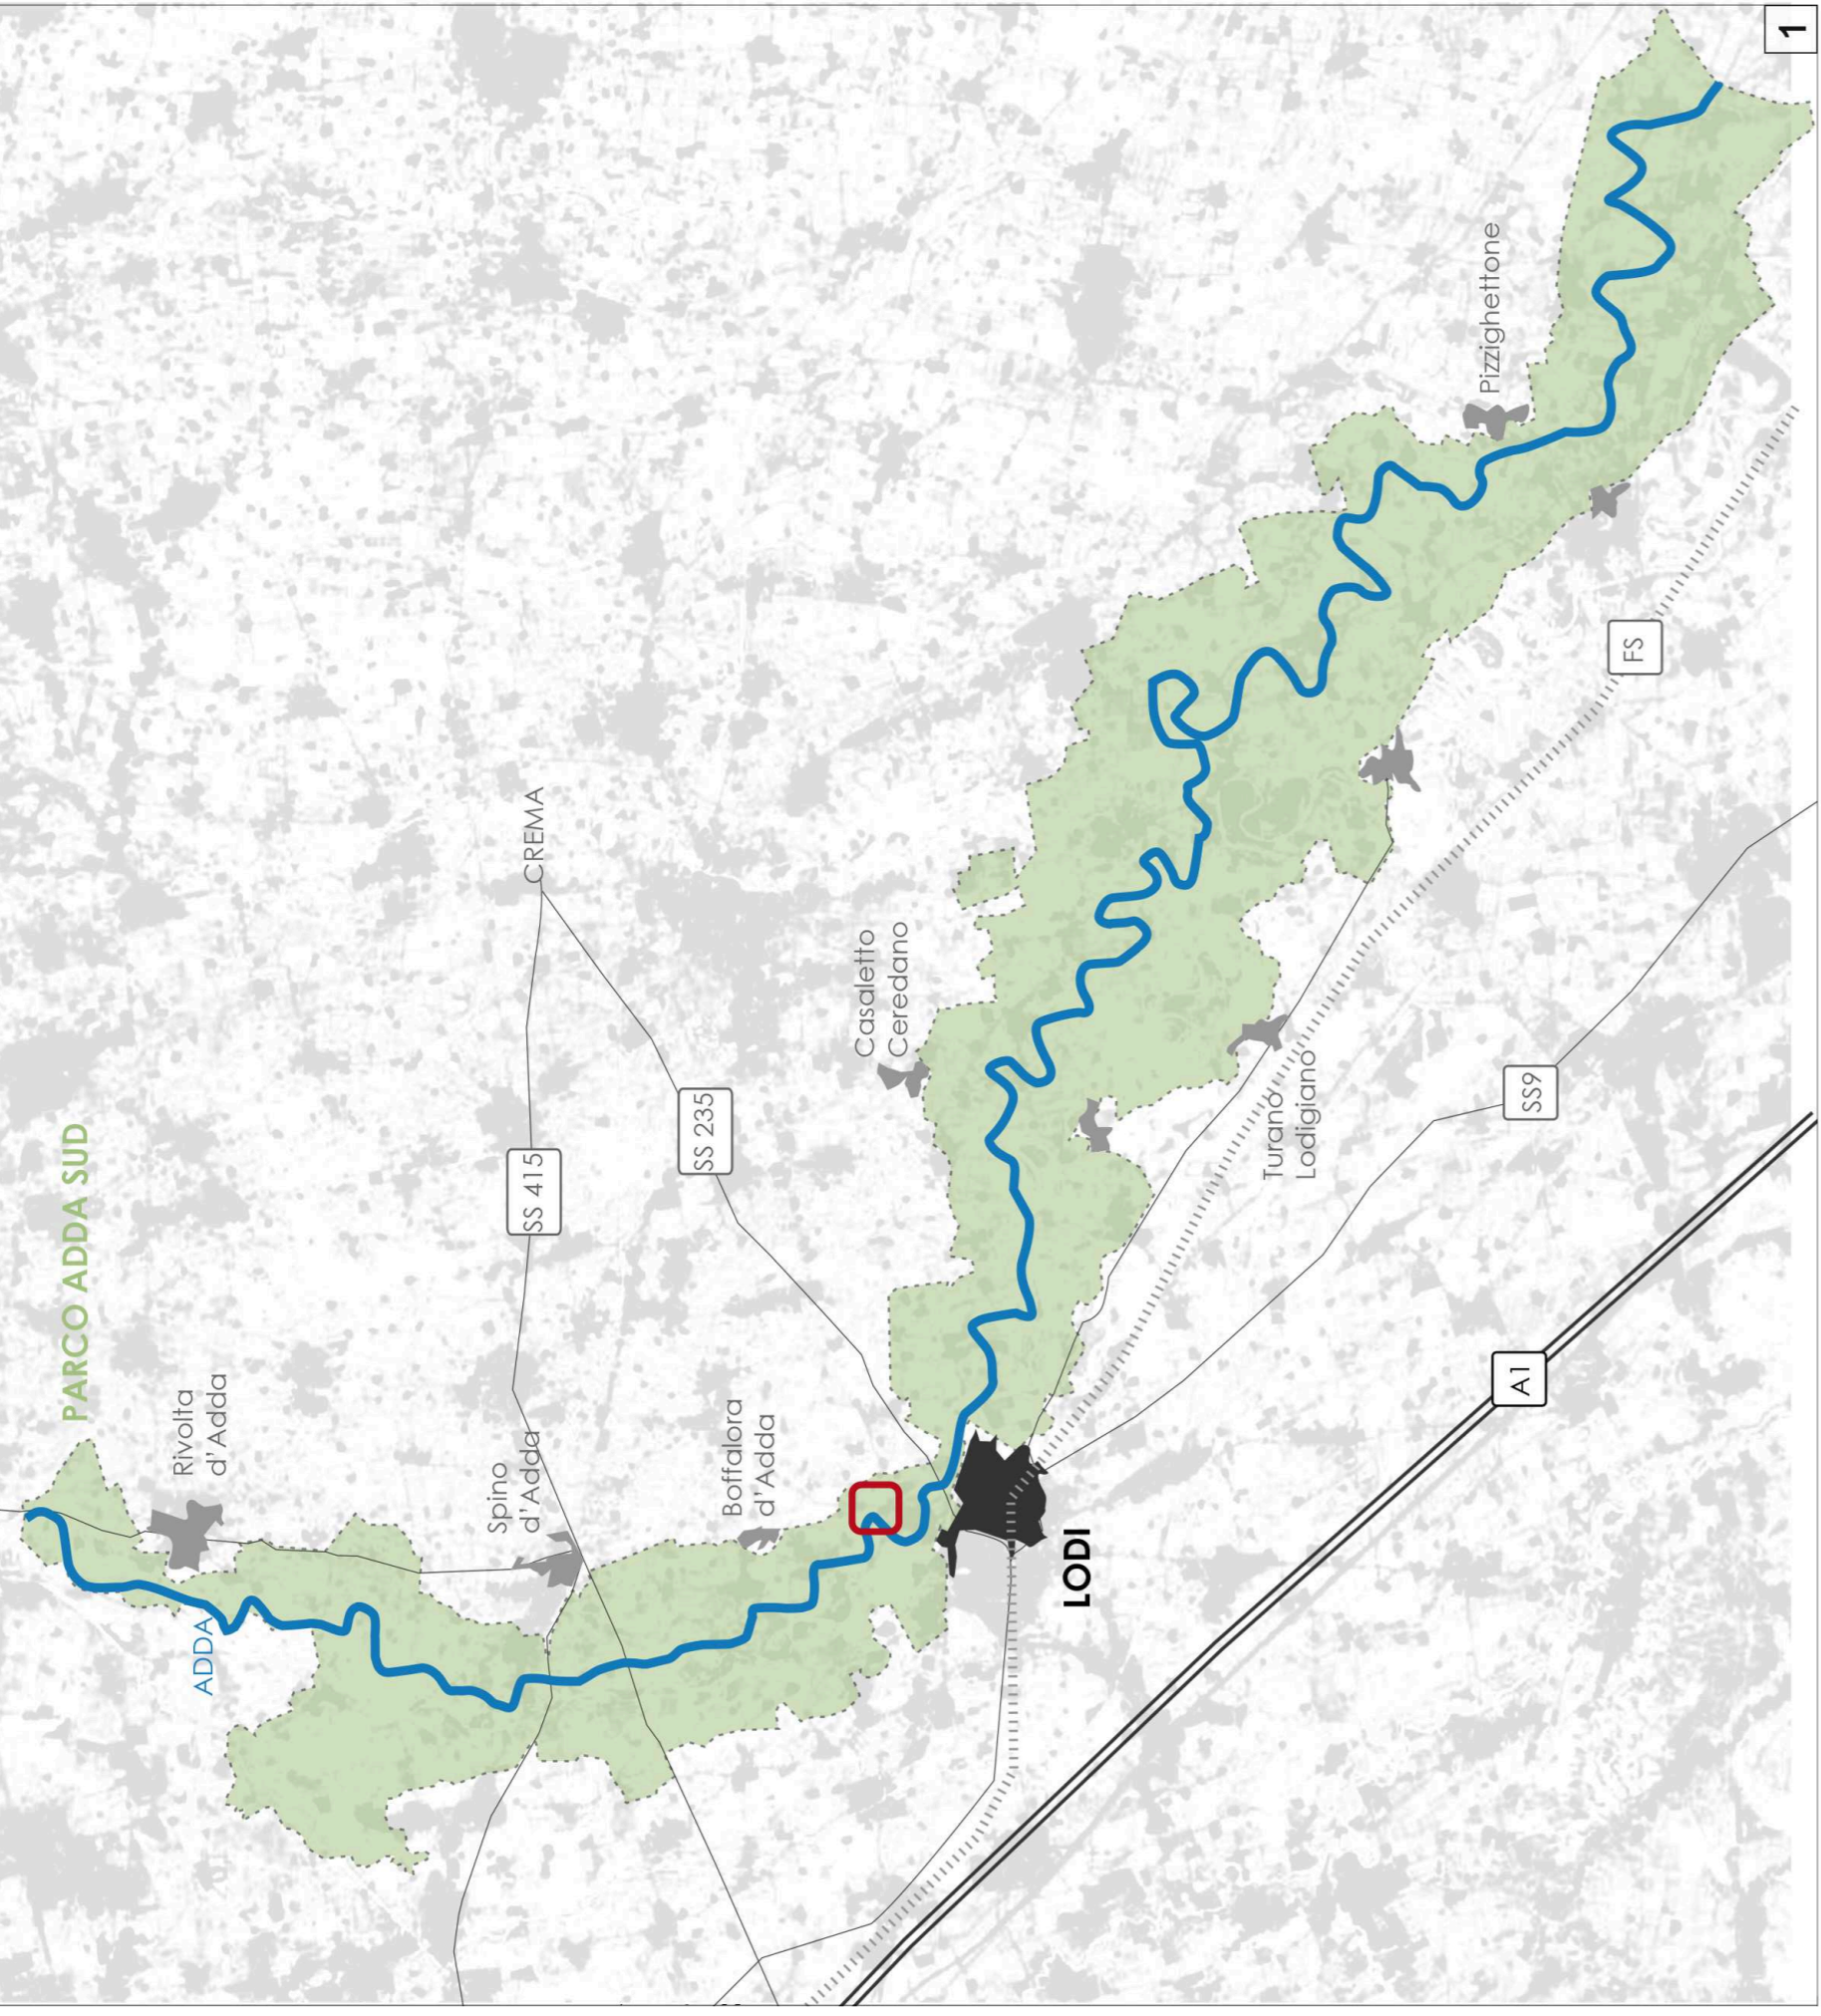 PARCO ADDA SUD
ADDA
Rivolta
d'Adda
Spino
d'Adda
SS 415
CREMA
SS 235
Boffalora
d'Adda
Casaletto
Ceredano
LODI
Turano
Lodigiano
Pizzighettone
SS9
A1
FS
1